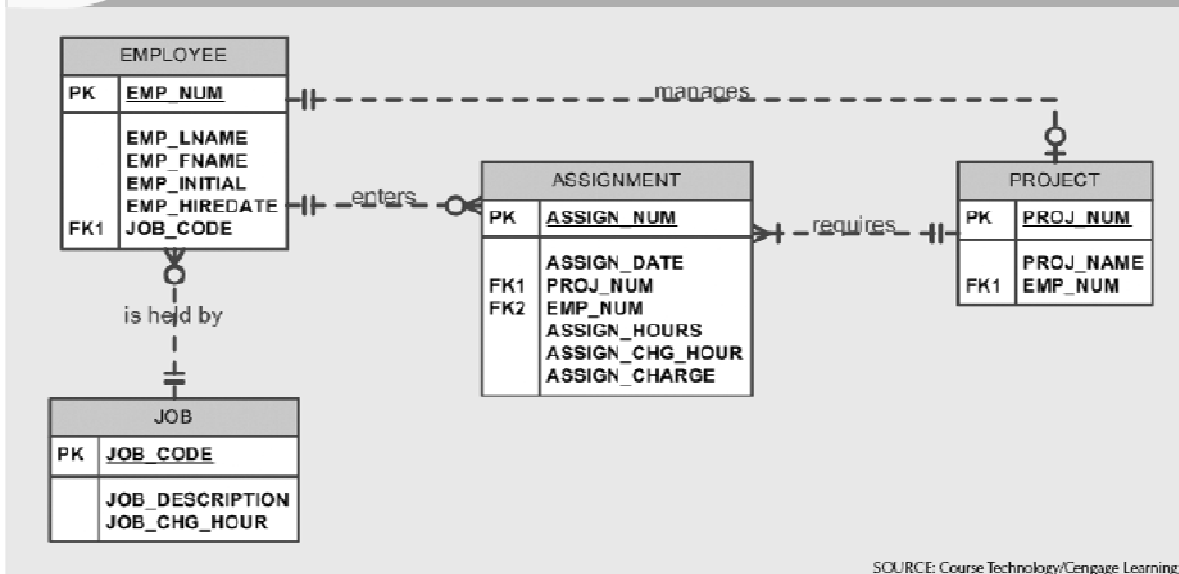 EMPLOYEE
PK EMP_NUM
EMP_LNAME
EMP_FNAME
EMP_INITIAL
EMP_HIREDATE
FK1 JOB_CODE
manages
enters
ASSIGNMENT
PK ASSIGN_NUM
ASSIGN_DATE
FK1 PROJ_NUM
FK2 EMP_NUM
ASSIGN_HOURS
ASSIGN_CHG_HOUR
ASSIGN_CHARGE
requires
PROJECT
PK PROJ_NUM
PROJ_NAME
FK1 EMP_NUM
is held by
JOB
PK JOB_CODE
JOB_DESCRIPTION
JOB_CHG_HOUR
SOURCE: Course Technology/Cengage Learning